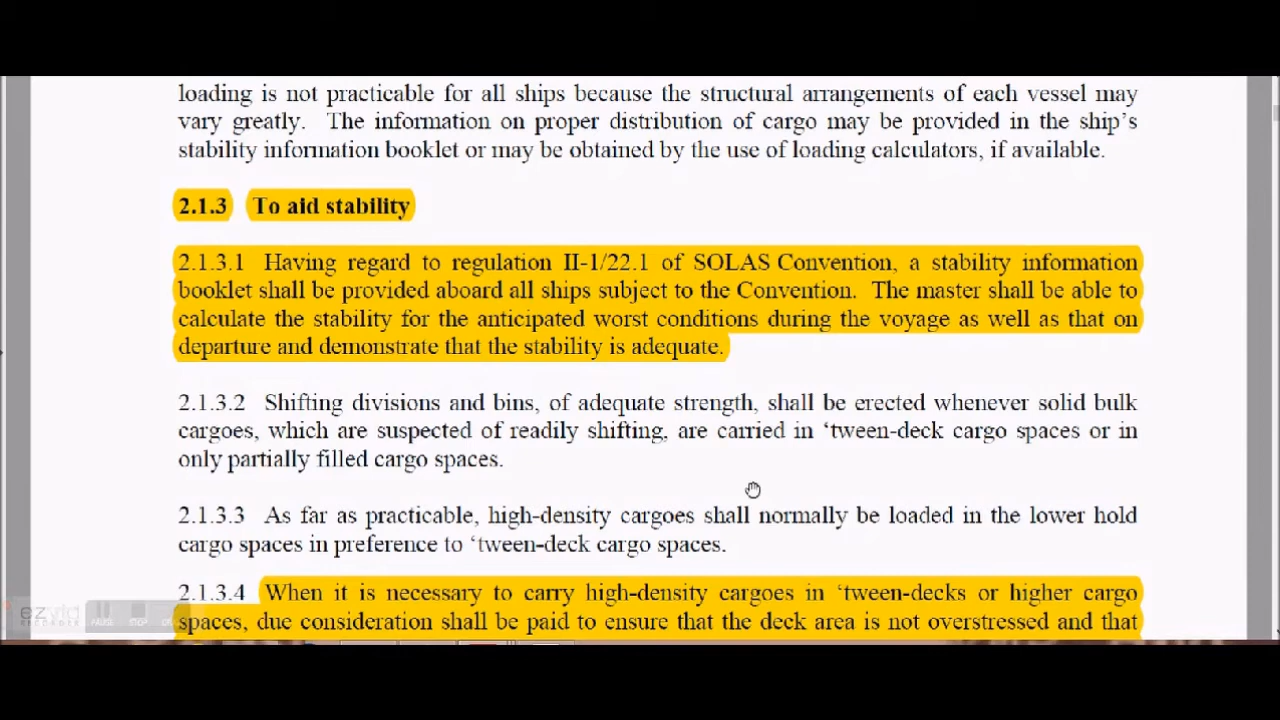 loading is not practicable for all ships because the structural arrangements of each vessel may
vary greatly. The information on proper distribution of cargo may be provided in the ship's
stability information booklet or may be obtained by the use of loading calculators, if available.
2.1.3 To aid stability
2.1.3.1 Having regard to regulation II-1/22.1 of SOLAS Convention, a stability information
booklet shall be provided aboard all ships subject to the Convention. The master shall be able to
calculate the stability for the anticipated worst conditions during the voyage as well as that on
departure and demonstrate that the stability is adequate.
2.1.3.2 Shifting divisions and bins, of adequate strength, shall be erected whenever solid bulk
cargoes, which are suspected of readily shifting, are carried in 'tween-deck cargo spaces or in
only partially filled cargo spaces.
2.1.3.3 As far as practicable, high-density cargoes shall normally be loaded in the lower hold
cargo spaces in preference to 'tween-deck cargo spaces.
2.1.3.4 When it is necessary to carry high-density cargoes in 'tween-decks or higher cargo
spaces, due consideration shall be paid to ensure that the deck area is not overstressed and that
ezvid
RECORDER
PAUSE
STOP